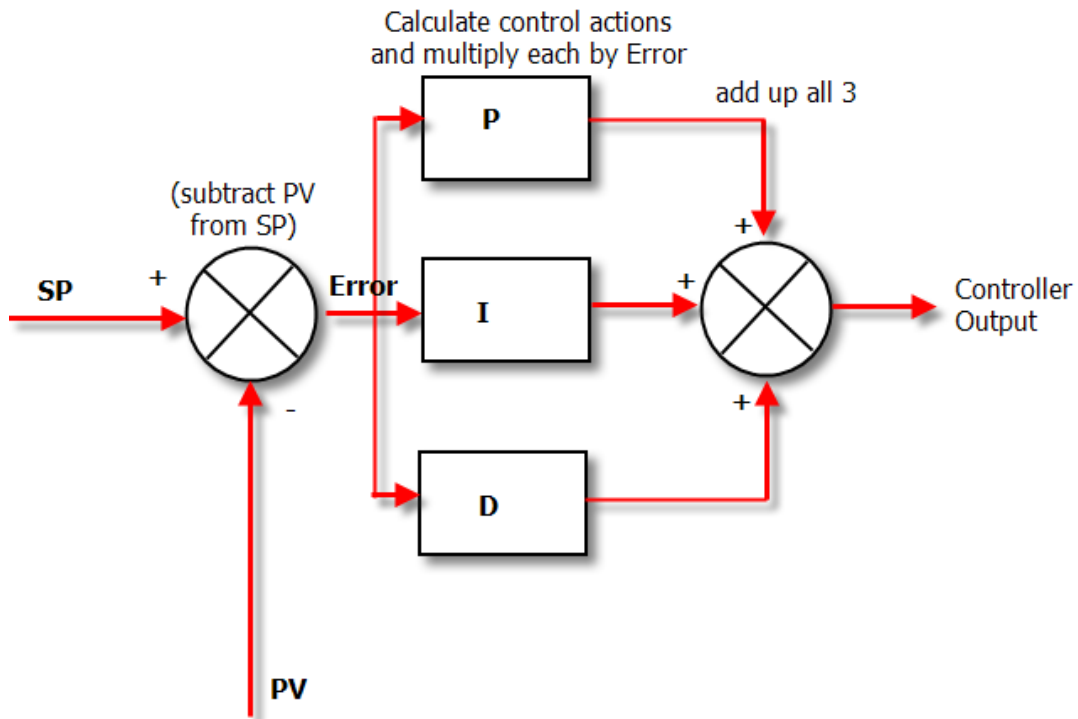 Calculate control actions
and multiply each by Error
P
add up all 3
(subtract PV
from SP)
+
+
SP
Error
+
I
Controller
Output
-
+
D
PV